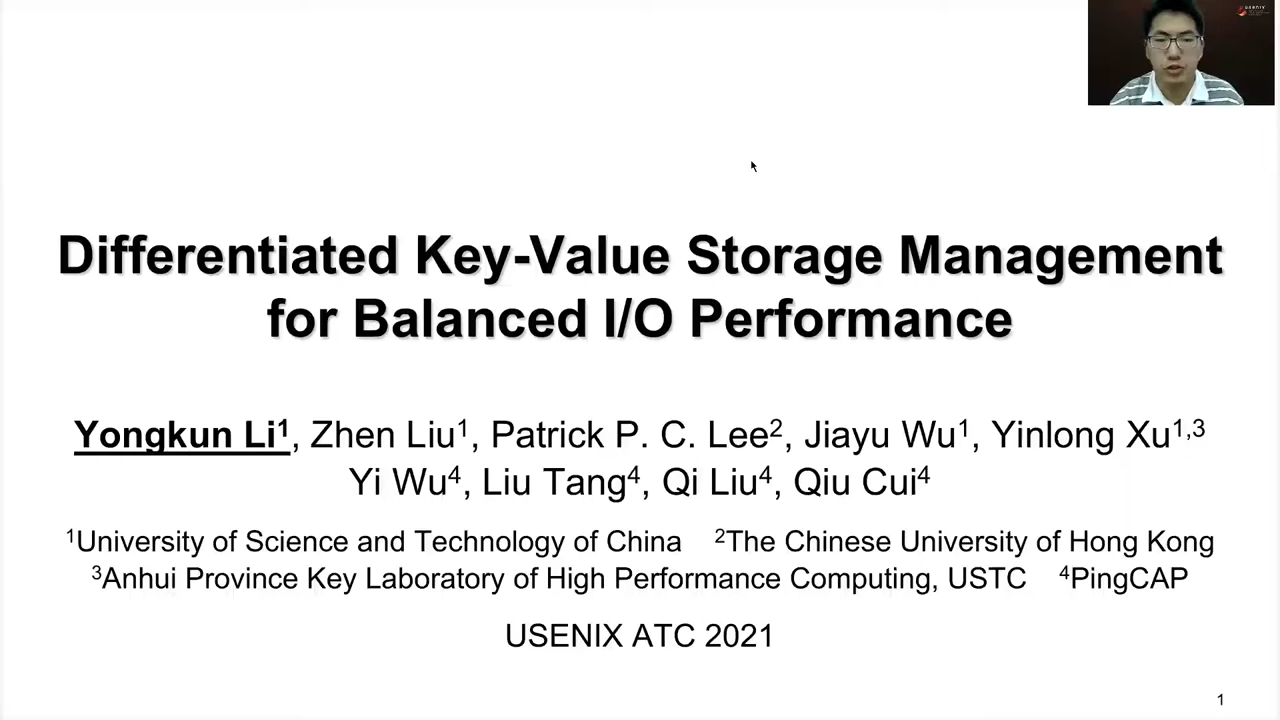 usenix
Differentiated Key-Value Storage Management
for Balanced I/O Performance
Yongkun Li¹, Zhen Liu¹, Patrick P. C. Lee², Jiayu Wu¹, Yinlong Xu¹,³
Yi Wu⁴, Liu Tang⁴, Qi Liu⁴, Qiu Cui⁴
¹University of Science and Technology of China ²The Chinese University of Hong Kong
³Anhui Province Key Laboratory of High Performance Computing, USTC ⁴PingCAP
USENIX ATC 2021
1